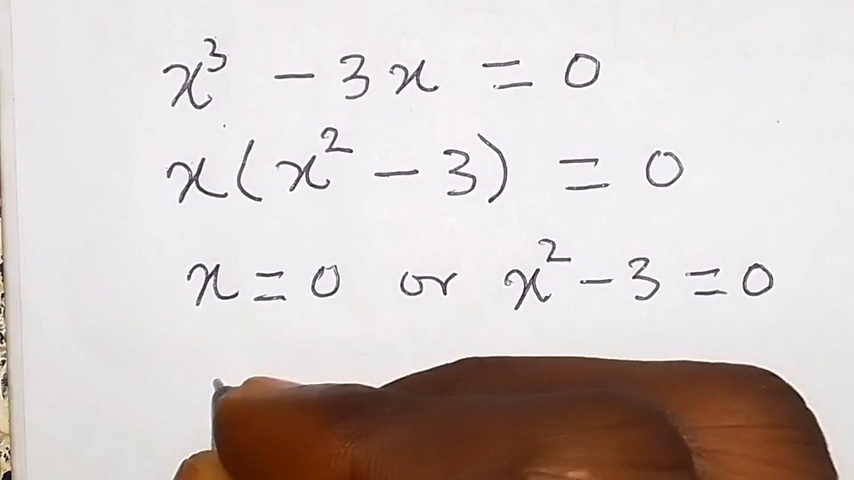 x³ - 3x = 0
x(x² - 3) = 0
x = 0 or x² - 3 = 0